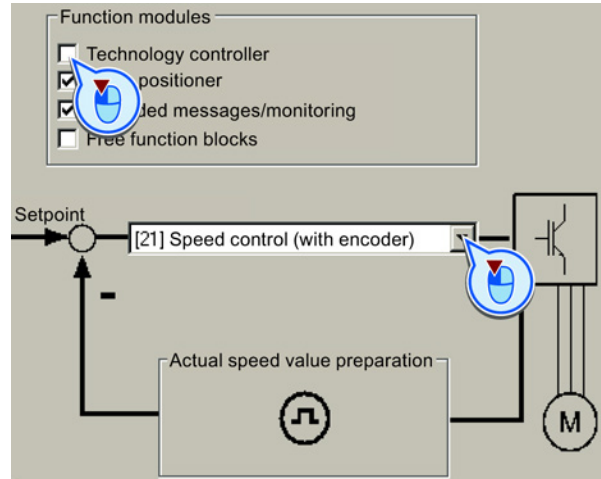 Function modules
Technology controller
positioner
ded messages/monitoring
Free function blocks
Setpoint
[21] Speed control (with encoder)
-
Actual speed value preparation
M